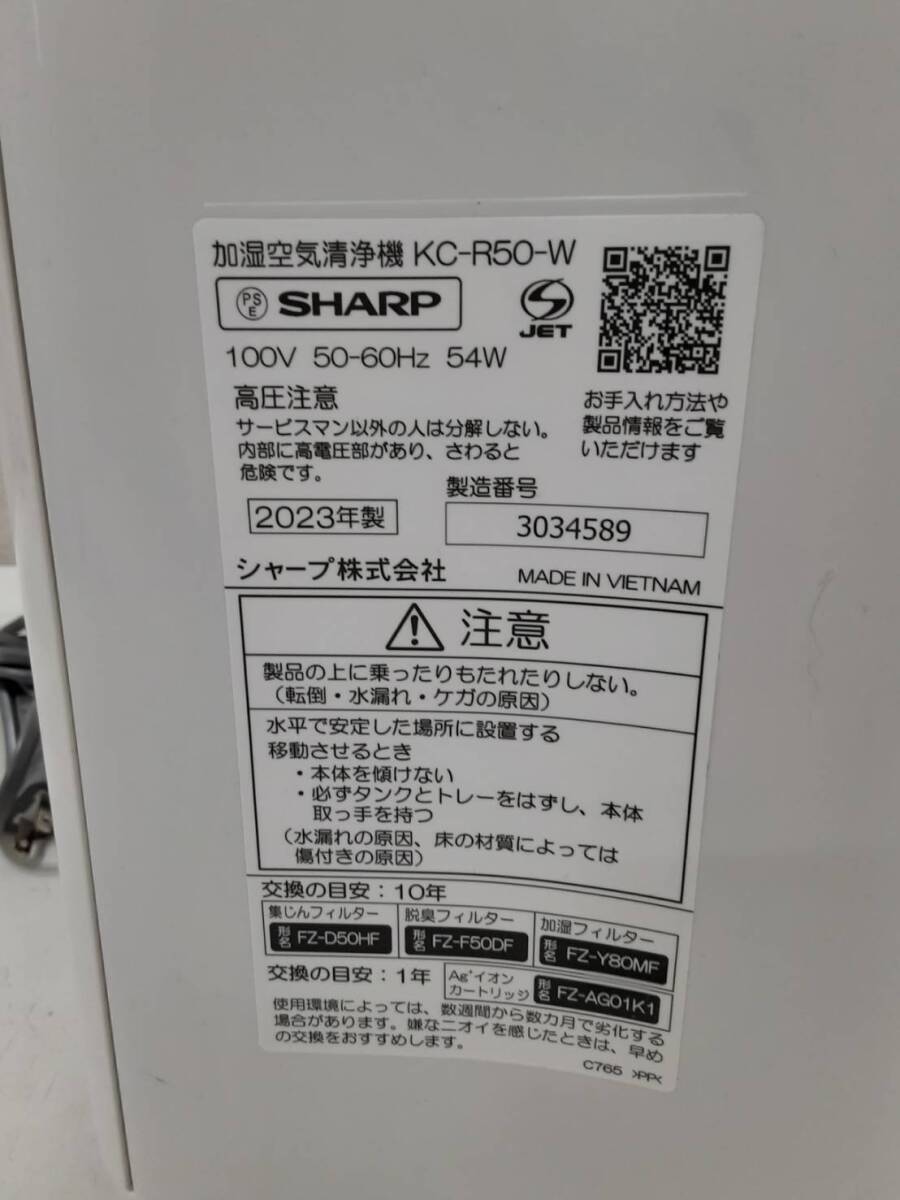 加湿空気清浄機 KC-R50-W
PS
E
SHARP
JET
100V 50-60Hz 54W
高圧注意
サービスマン以外の人は分解しない。
内部に高電圧部があり、さわると
危険です。
お手入れ方法や
製品情報をご覧
いただけます
製造番号
2023年製
3034589
シャープ株式会社
MADE IN VIETNAM
注意
製品の上に乗ったりもたれたりしない。
(転倒・水漏れ・ケガの原因)
水平で安定した場所に設置する
移動させるとき
・本体を傾けない
・必ずタンクとトレーをはずし、本体
取っ手を持つ
(水漏れの原因、床の材質によっては
傷付きの原因)
交換の目安:10年
集じんフィルター
形名 FZ-D50HF
脱臭フィルター
形名 FZ-F50DF
加湿フィルター
形名 FZ-Y80MF
交換の目安:1年
Ag⁺イオン
カートリッジ
形名 FZ-AG01K1
使用環境によっては、数週間から数カ月で劣化する
場合があります。嫌なニオイを感じたときは、早め
の交換をおすすめします。
C765 >PP<